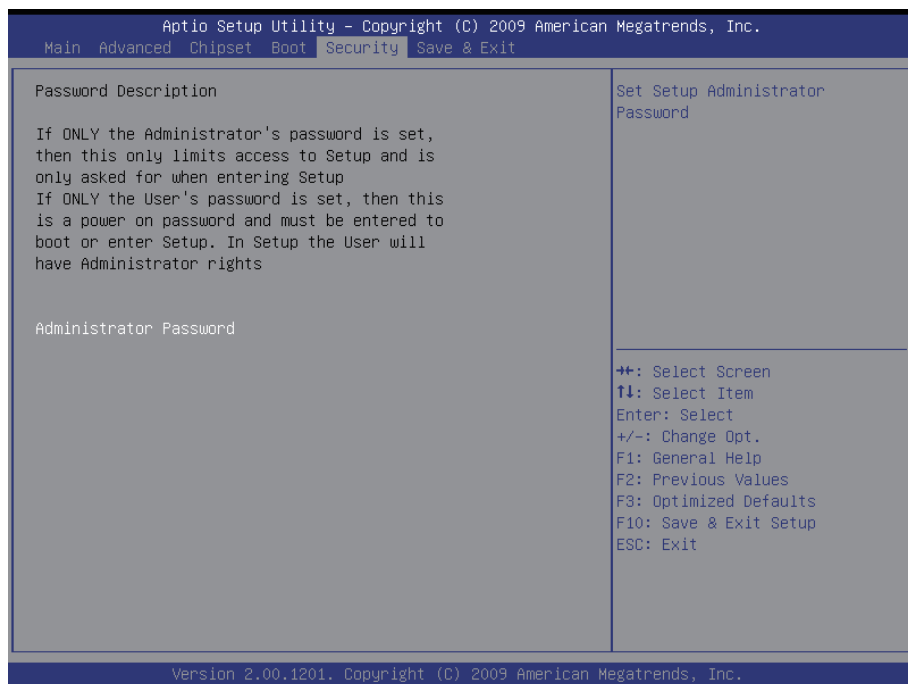 Aptio Setup Utility – Copyright (C) 2009 American Megatrends, Inc.
Main Advanced Chipset Boot Security Save & Exit
Password Description
If ONLY the Administrator's password is set,
then this only limits access to Setup and is
only asked for when entering Setup
If ONLY the User's password is set, then this
is a power on password and must be entered to
boot or enter Setup. In Setup the User will
have Administrator rights
Administrator Password
Set Setup Administrator
Password
→←: Select Screen
↑↓: Select Item
Enter: Select
+/-: Change Opt.
F1: General Help
F2: Previous Values
F3: Optimized Defaults
F10: Save & Exit Setup
ESC: Exit
Version 2.00.1201. Copyright (C) 2009 American Megatrends, Inc.